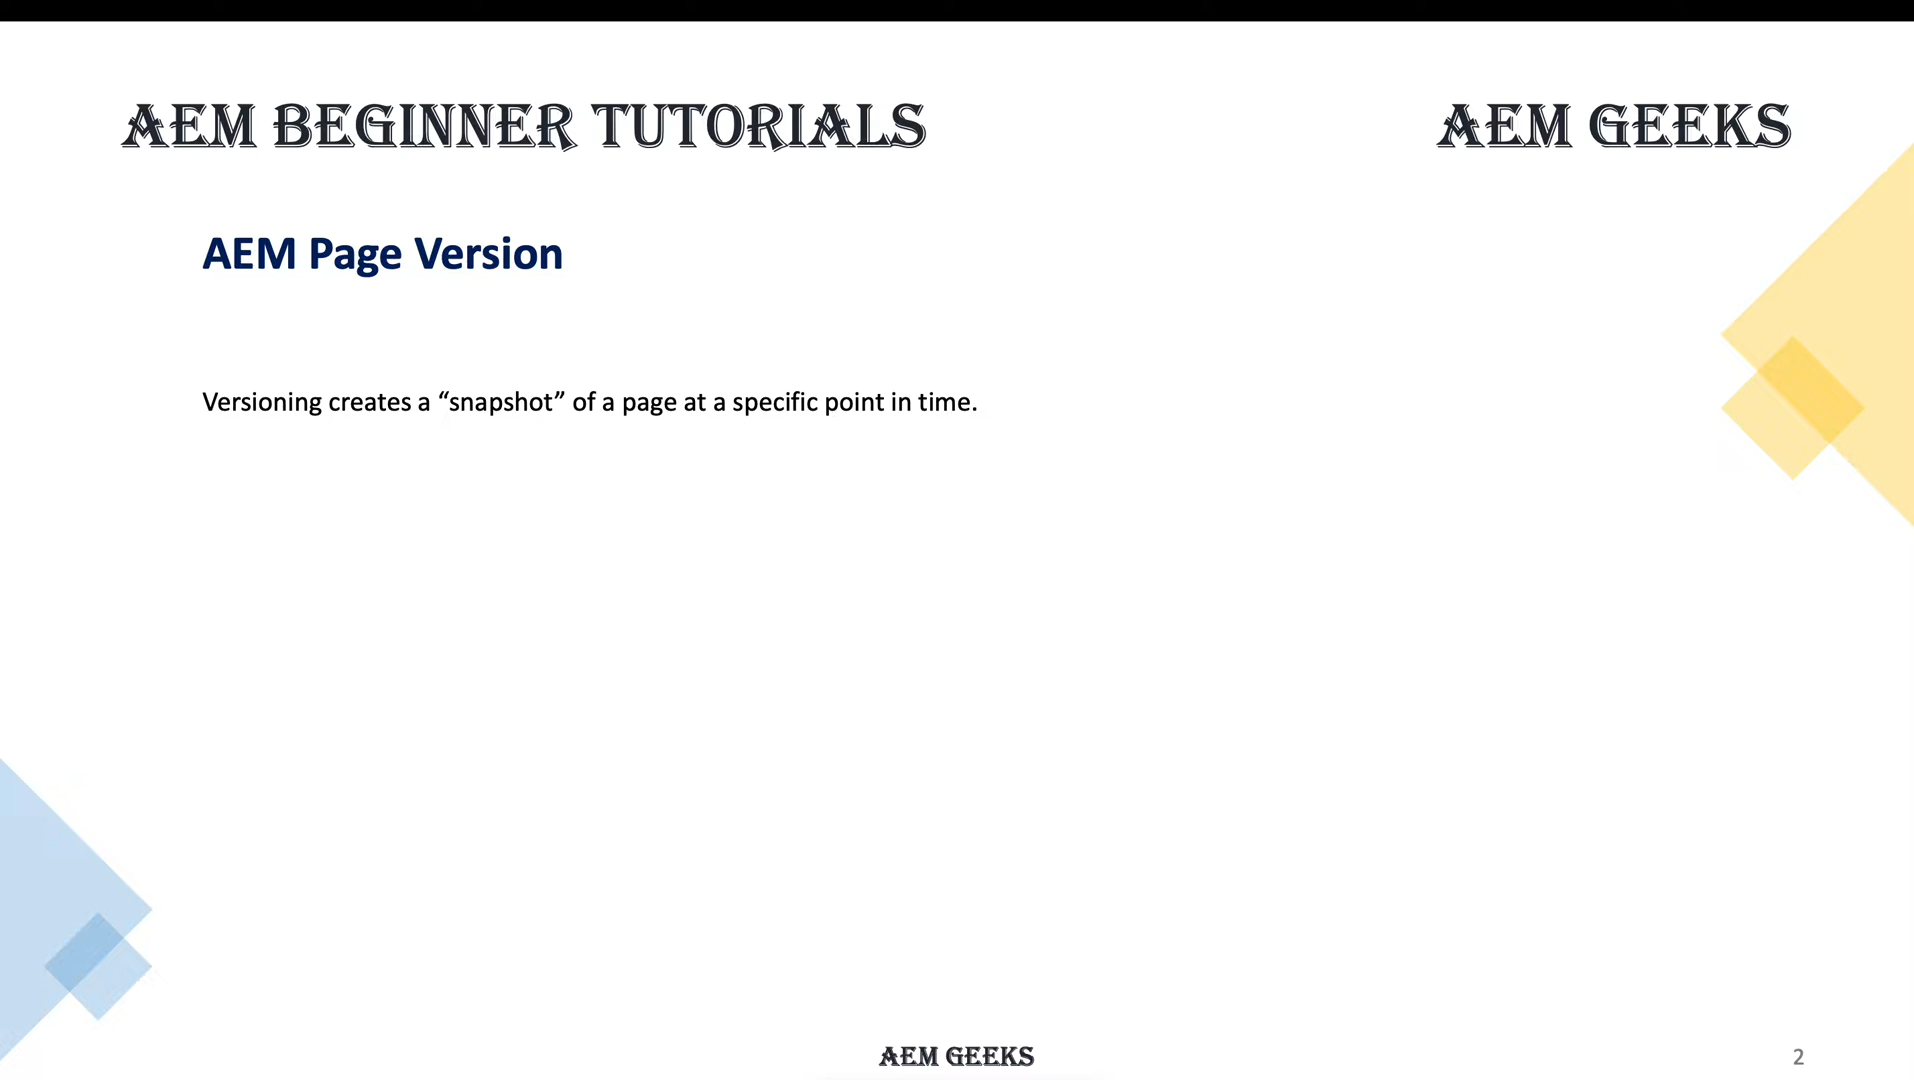 AEM BEGINNER TUTORIALS
AEM GEEKS
AEM Page Version
Versioning creates a “snapshot” of a page at a specific point in time.
AEM GEEKS
2